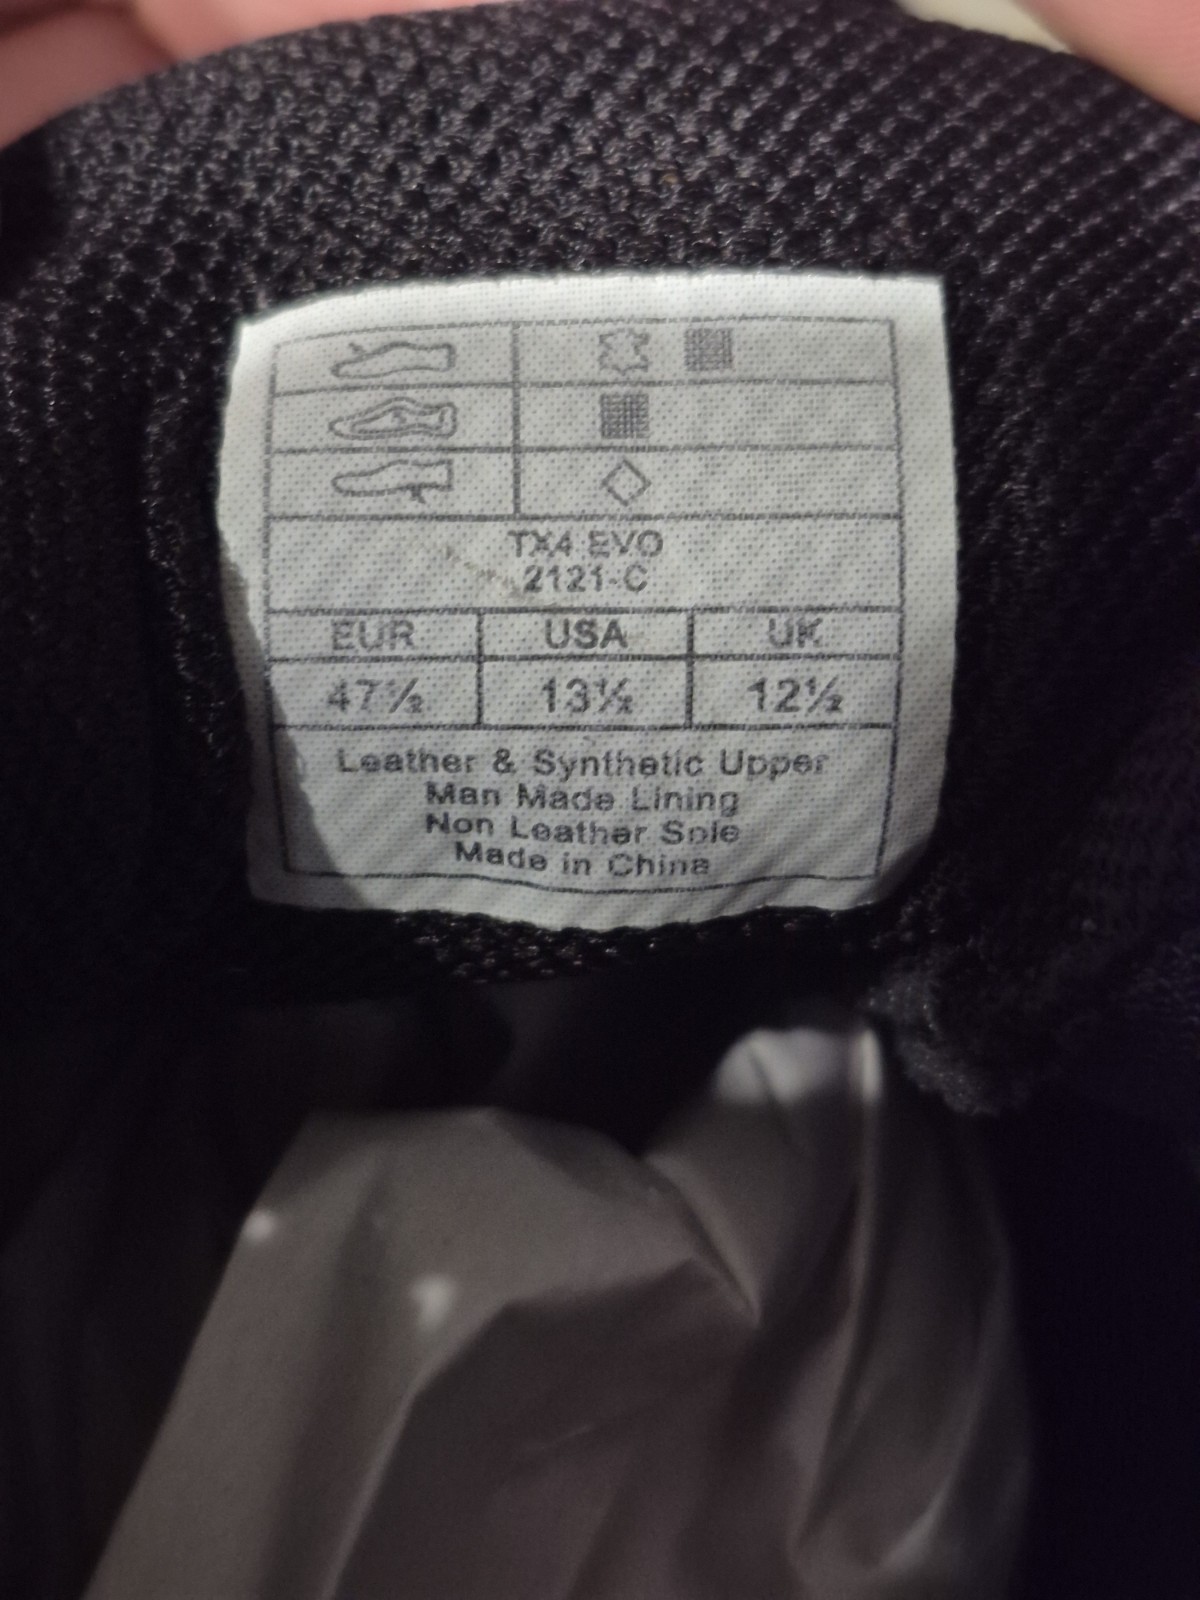 TX4 EVO
2121-C
EUR USA UK
47½ 13½ 12½
Leather & Synthetic Upper
Man Made Lining
Non Leather Sole
Made in China